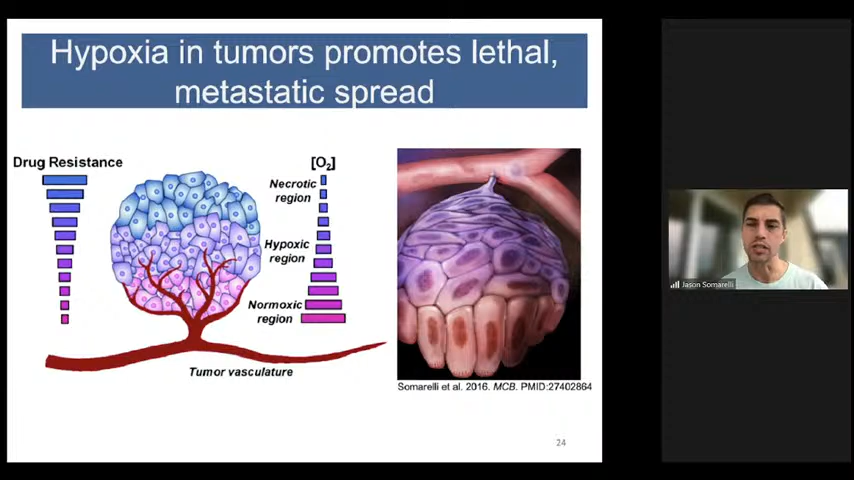 Hypoxia in tumors promotes lethal,
metastatic spread
Drug Resistance
[O2]
Necrotic
region
Hypoxic
region
Normoxic
region
Tumor vasculature
Somarelli et al. 2016. MCB. PMID:27402864
24
Jason Somarelli